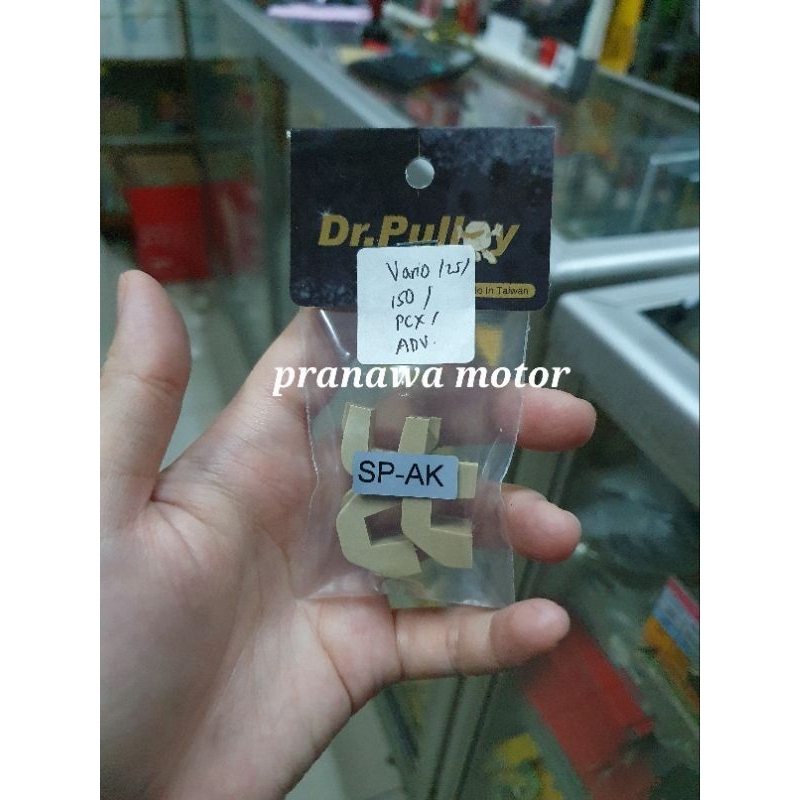 Dr.Pulley
Vario 125/
150/
PCX/
ADV.
in Taiwan
pranawa motor
SP-AK